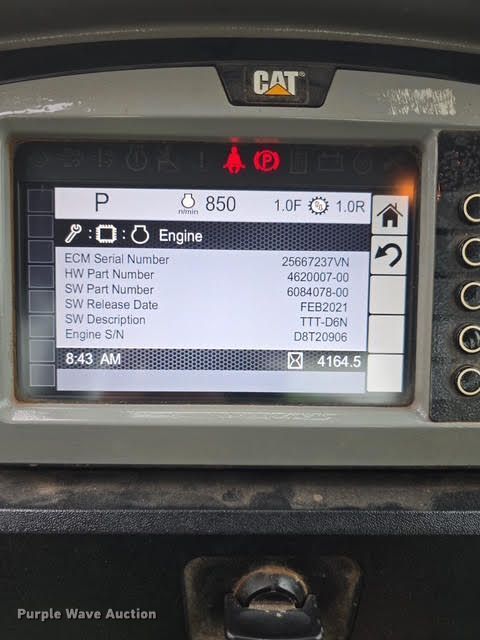 CAT®
P
n/min 850 1.0F 1.0R
: : Engine
ECM Serial Number 25667237VN
HW Part Number 4620007-00
SW Part Number 6084078-00
SW Release Date FEB2021
SW Description TTT-D6N
Engine S/N D8T20906
8:43 AM 4164.5
Purple Wave Auction